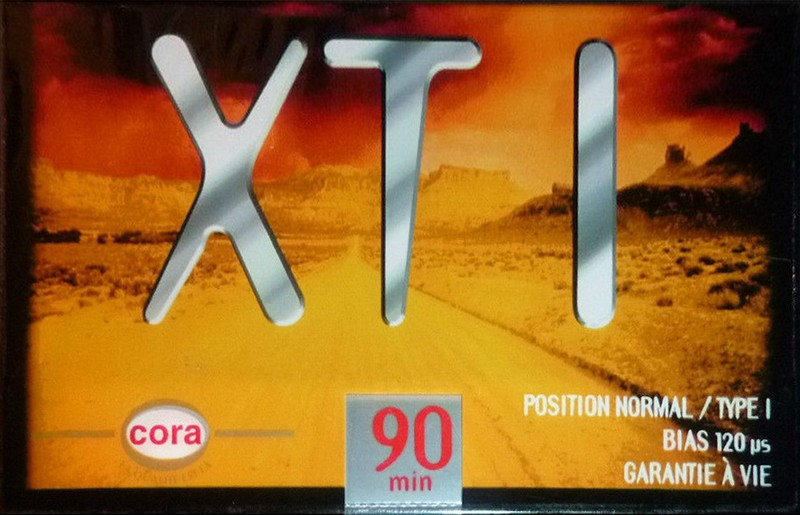 XT I
cora
90
min
POSITION NORMAL / TYPE I
BIAS 120 µs
GARANTIE À VIE